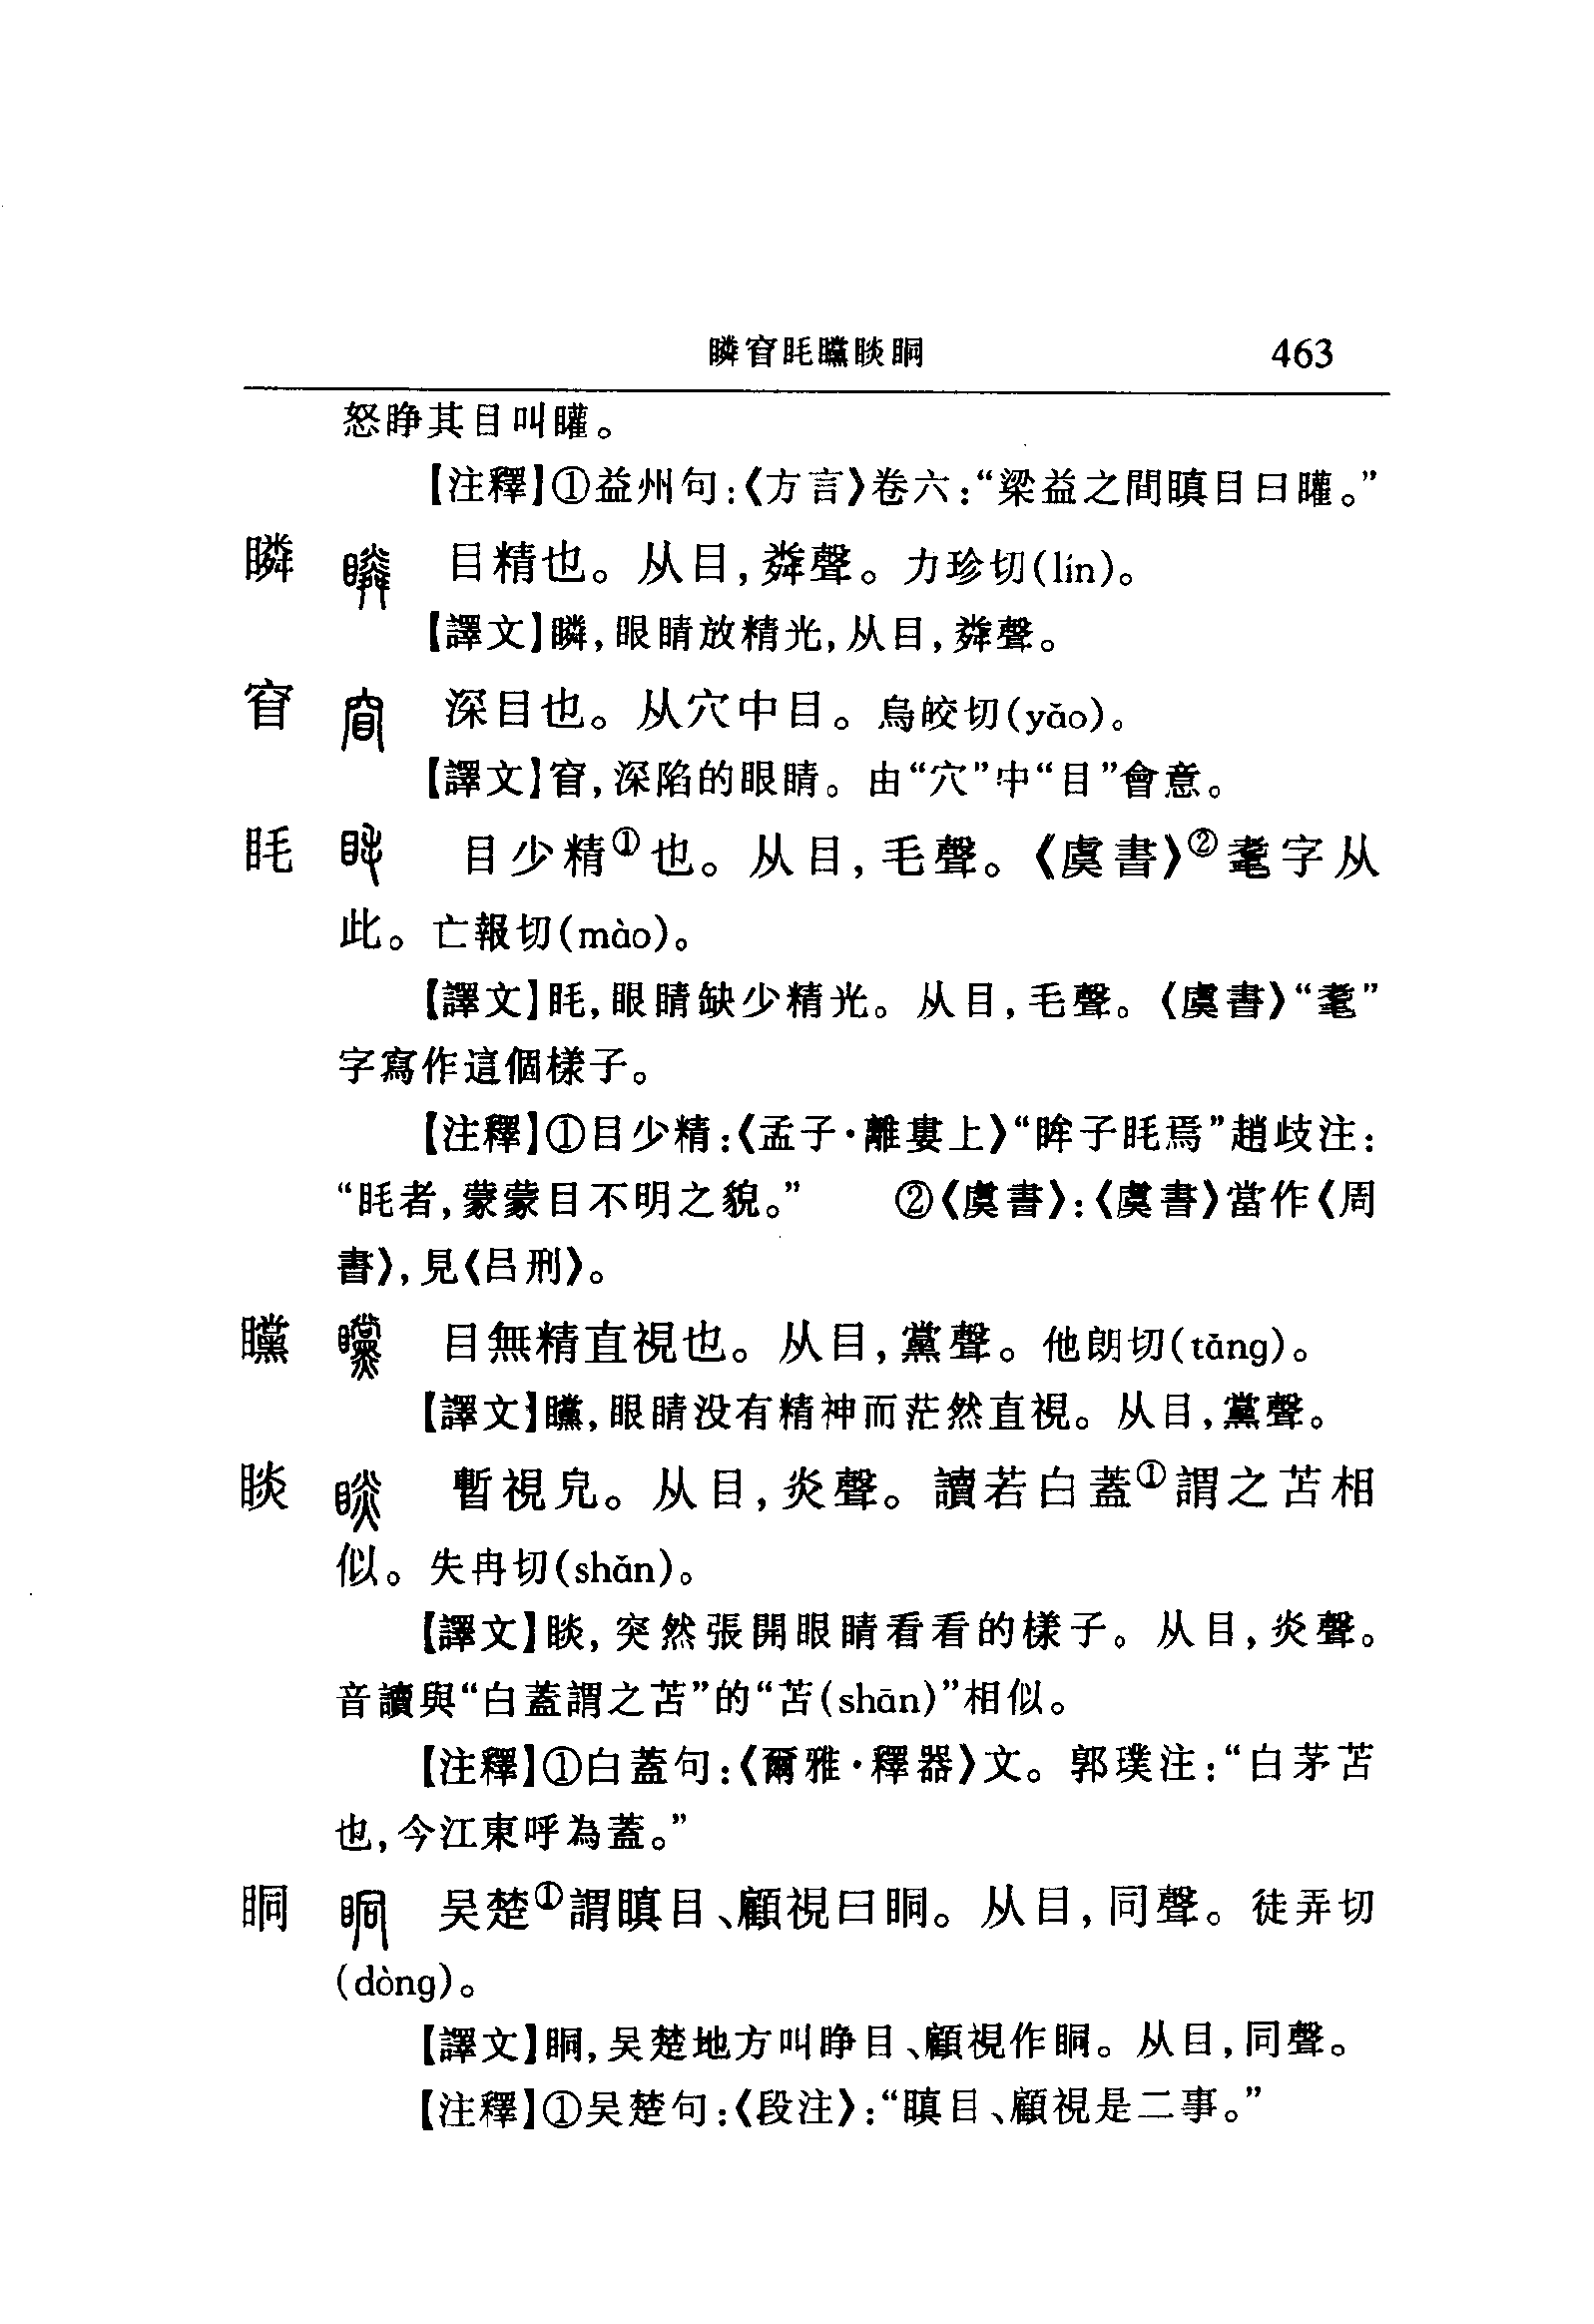 瞵窅眊矘睒眮 463
怒睁其目叫矔。
【注釋】①益州句:《方言》卷六:“梁益之間瞋目曰矔。”
瞵 目精也。从目,粦聲。力珍切(lín)。
【譯文】瞵,眼睛放精光,从目,粦聲。
窅 深目也。从穴中目。烏皎切(yǎo)。
【譯文】窅,深陷的眼睛。由“穴”中“目”會意。
眊 目少精①也。从目,毛聲。《虞書》②耄字从
此。亡報切(mào)。
【譯文】眊,眼睛缺少精光。从目,毛聲。《虞書》“耄”
字寫作這個樣子。
【注釋】①目少精:《孟子·離婁上》“眸子眊焉”趙歧注:
“眊者,蒙蒙目不明之貌。” ②《虞書》:《虞書》當作《周
書》,見《吕刑》。
矘 目無精直視也。从目,黨聲。他朗切(tǎng)。
【譯文】矘,眼睛没有精神而茫然直視。从目,黨聲。
睒 暫視皃。从目,炎聲。讀若白蓋①謂之苫相
似。失冉切(shǎn)。
【譯文】睒,突然張開眼睛看看的樣子。从目,炎聲。
音讀與“白蓋謂之苫”的“苫(shān)”相似。
【注釋】①白蓋句:《爾雅·釋器》文。郭璞注:“白茅苫
也,今江東呼為蓋。”
眮 吴楚①謂瞋目、顧視曰眮。从目,同聲。徒弄切
(dòng)。
【譯文】眮,吴楚地方叫睁目、顧視作眮。从目,同聲。
【注釋】①吴楚句:《段注》:“瞋目、顧視是二事。”